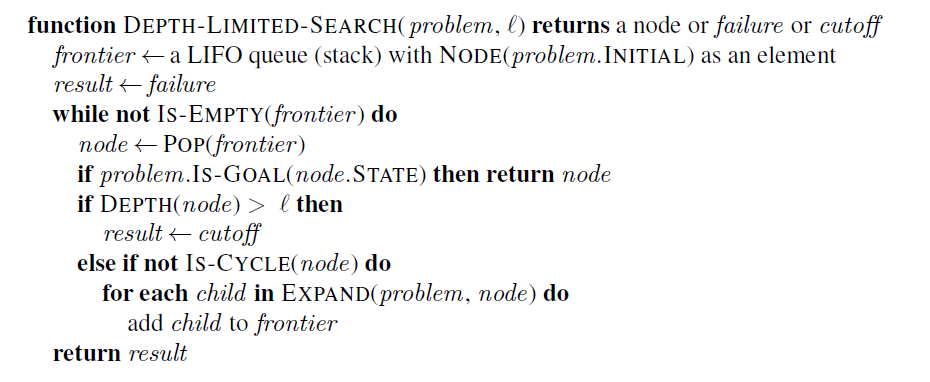 function DEPTH-LIMITED-SEARCH(problem, ℓ) returns a node or failure or cutoff
frontier ← a LIFO queue (stack) with NODE(problem.INITIAL) as an element
result ← failure
while not IS-EMPTY(frontier) do
node ← POP(frontier)
if problem.IS-GOAL(node.STATE) then return node
if DEPTH(node) > ℓ then
result ← cutoff
else if not IS-CYCLE(node) do
for each child in EXPAND(problem, node) do
add child to frontier
return result